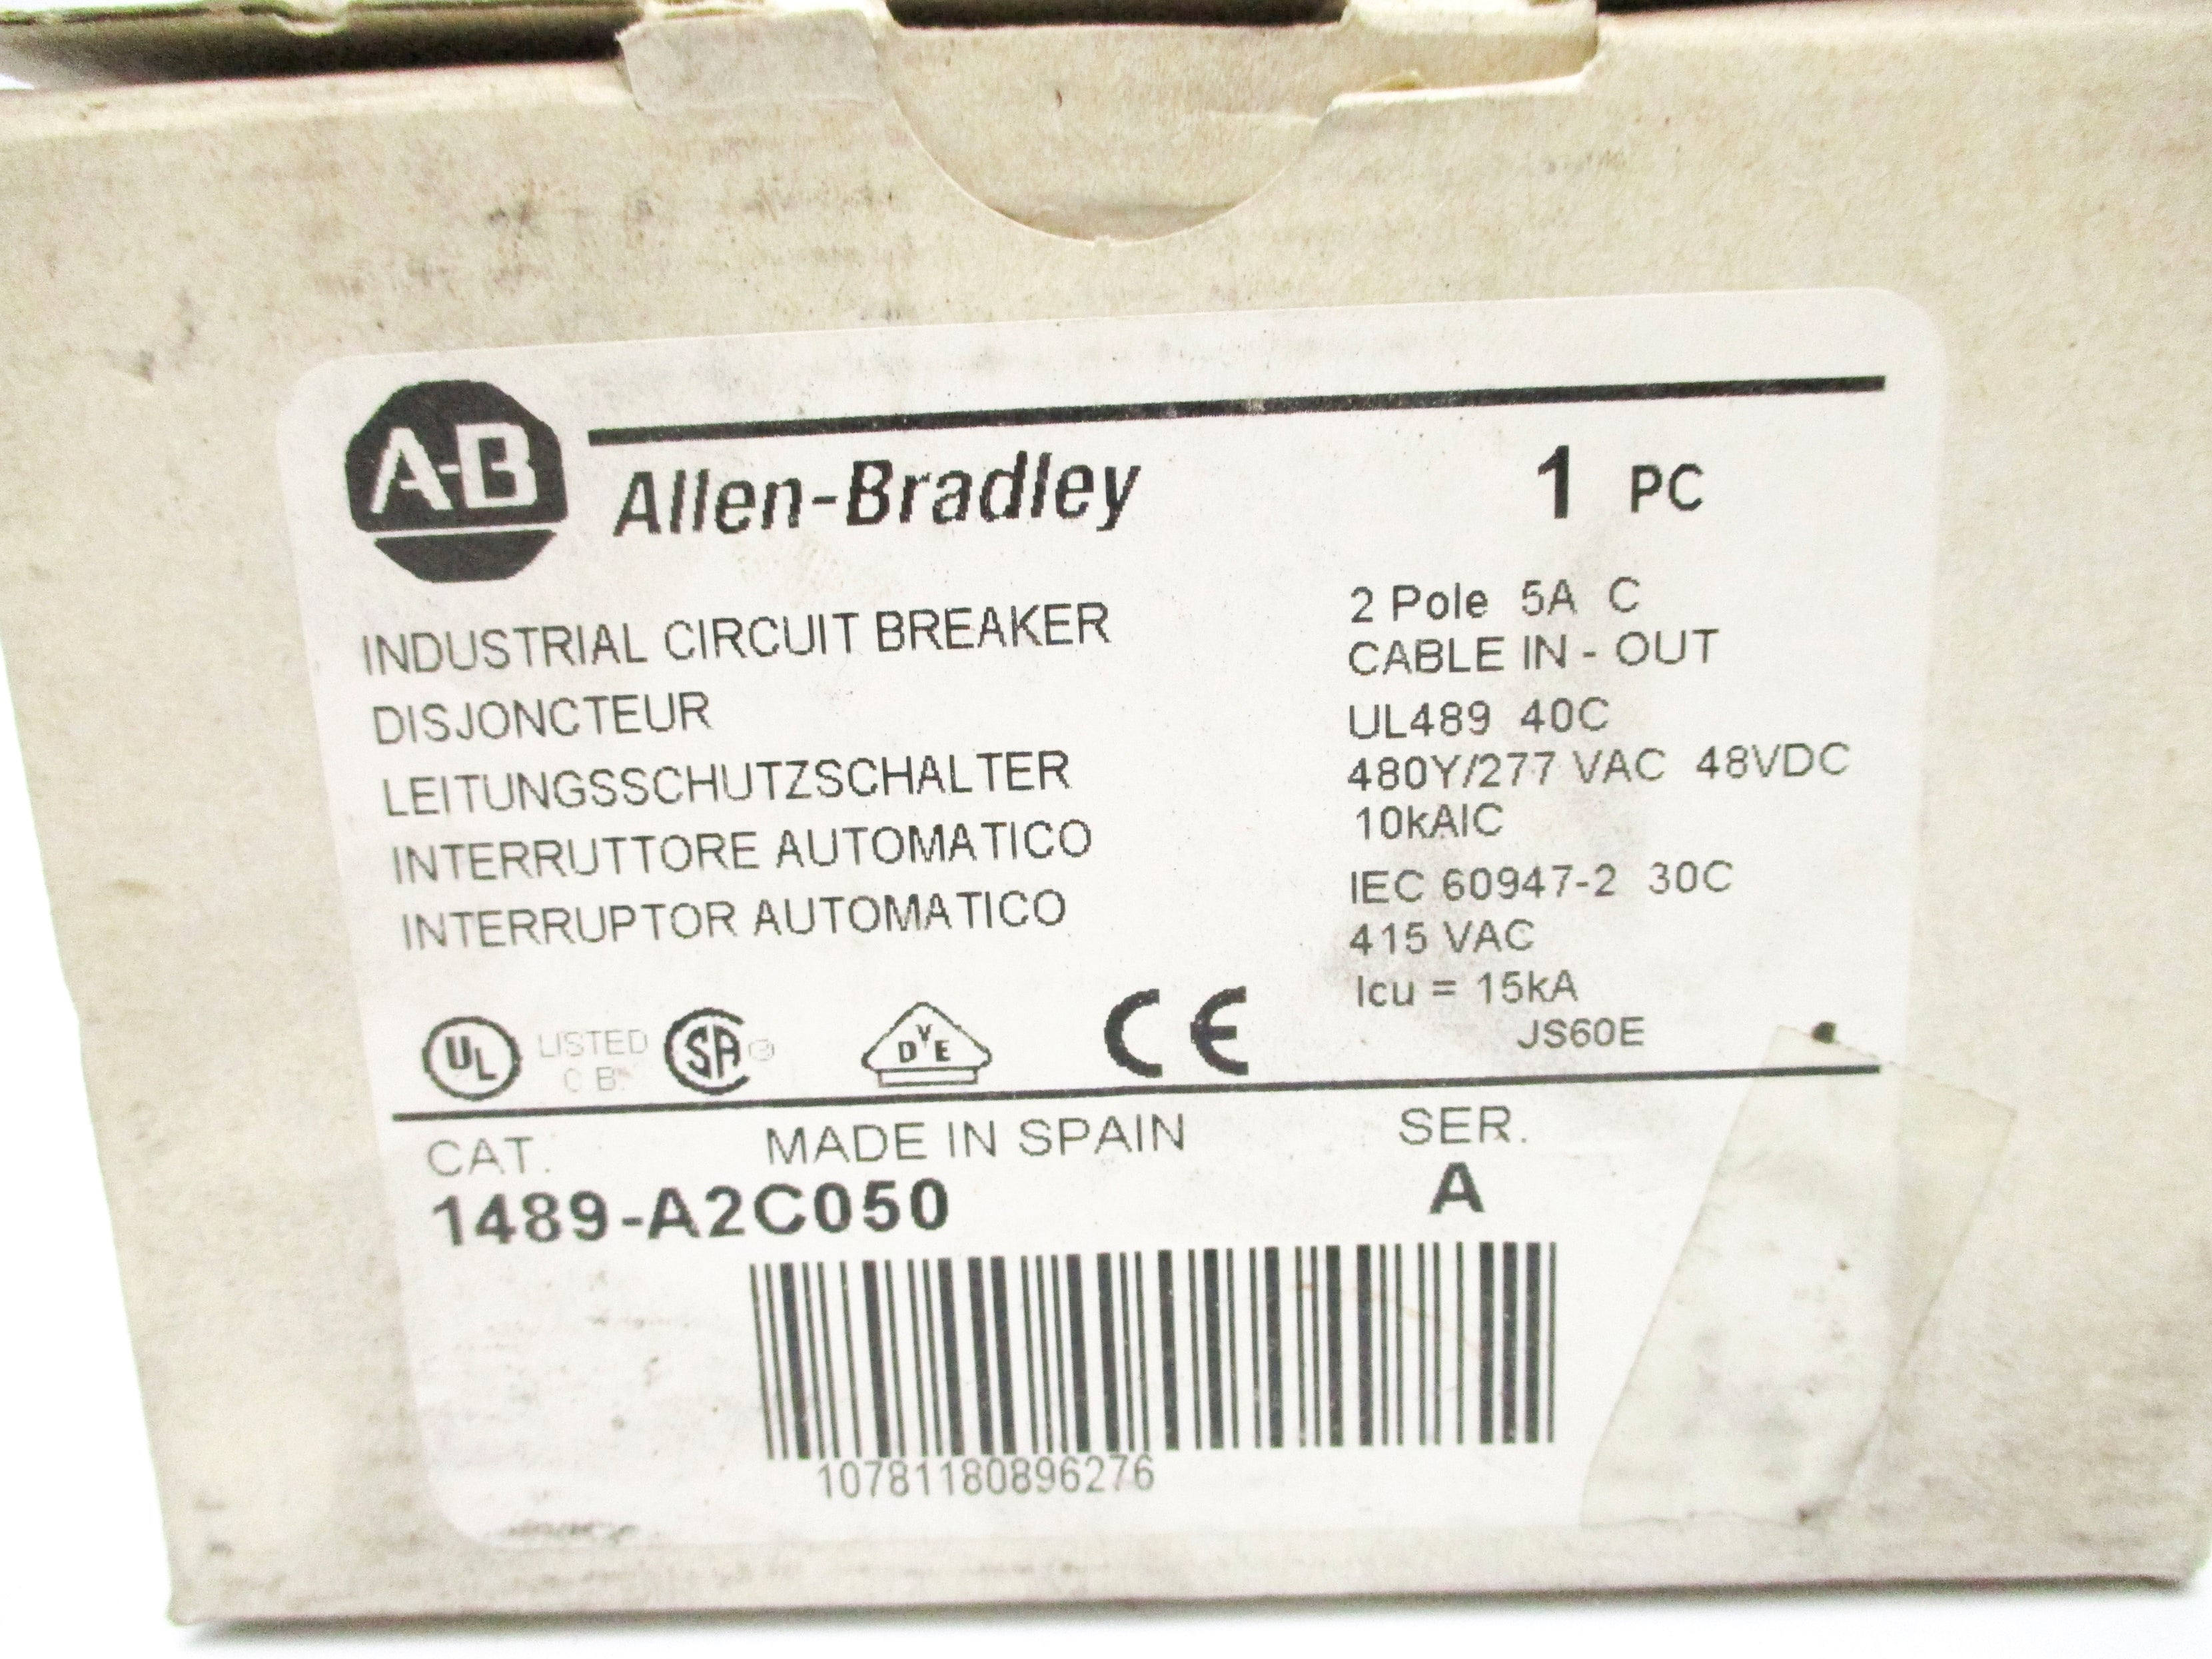 A-B
Allen-Bradley
1 PC
INDUSTRIAL CIRCUIT BREAKER
DISJONCTEUR
LEITUNGSSCHUTZSCHALTER
INTERRUTTORE AUTOMATICO
INTERRUPTOR AUTOMATICO
2 Pole 5A C
CABLE IN - OUT
UL489 40C
480Y/277 VAC 48VDC
10kAIC
IEC 60947-2 30C
415 VAC
Icu = 15kA
JS60E
UL LISTED SA DVE CE
C B
CAT. MADE IN SPAIN SER.
1489-A2C050 A
10781180896276